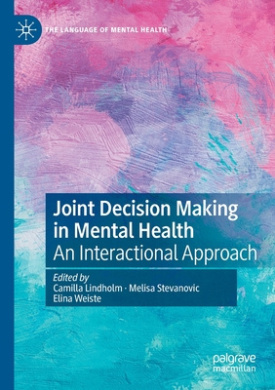 THE LANGUAGE OF MENTAL HEALTH
Joint Decision Making
in Mental Health
An Interactional Approach
Edited by
Camilla Lindholm · Melisa Stevanovic
Elina Weiste
palgrave
macmillan